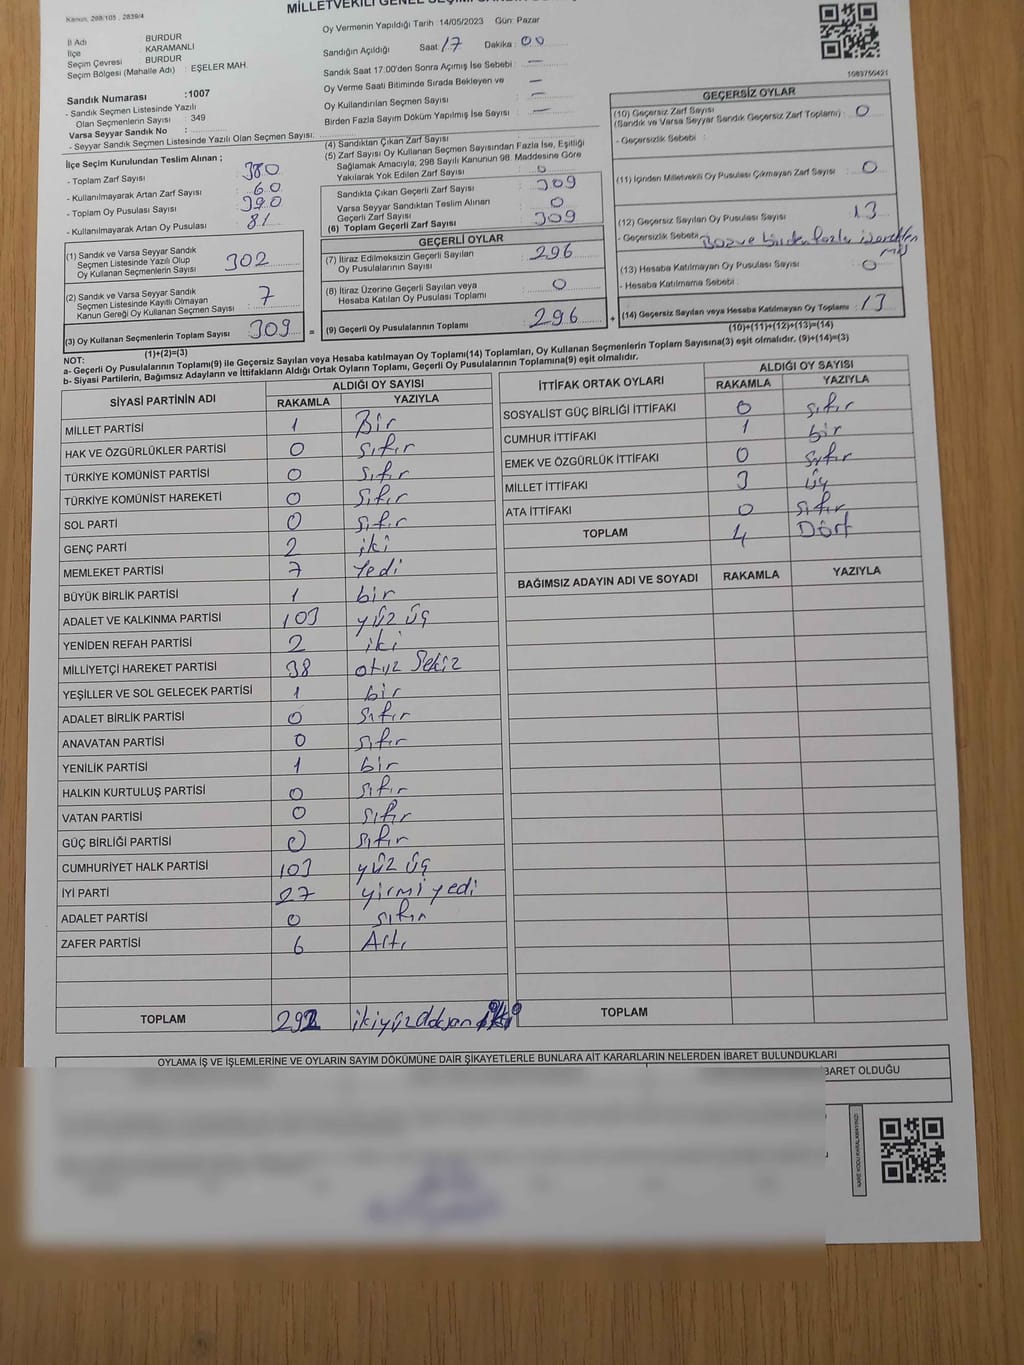 Kanun, 298/105 . 2839/4
İl Adı BURDUR
İlçe KARAMANLI
Seçim Çevresi BURDUR
Seçim Bölgesi (Mahalle Adı) : EŞELER MAH.
Sandık Numarası :1007
- Sandık Seçmen Listesinde Yazılı
Olan Seçmenlerin Sayısı : 349
Varsa Seyyar Sandık No :
- Seyyar Sandık Seçmen Listesinde Yazılı Olan Seçmen Sayısı:
Oy Vermenin Yapıldığı Tarih :14/05/2023 Gün: Pazar
Sandığın Açıldığı Saat: 17 Dakika : 00
Sandık Saat 17.00'den Sonra Açımış İse Sebebi : —
Oy Verme Saati Bitiminde Sırada Bekleyen ve —
Oy Kullandırılan Seçmen Sayısı : —
Birden Fazla Sayım Döküm Yapılmış İse Sayısı : —
İlçe Seçim Kurulundan Teslim Alınan ;
- Toplam Zarf Sayısı : 380
- Kullanılmayarak Artan Zarf Sayısı : 60
- Toplam Oy Pusulası Sayısı : 390
- Kullanılmayarak Artan Oy Pusulası : 81
(1) Sandık ve Varsa Seyyar Sandık
Seçmen Listesinde Yazılı Olup
Oy Kullanan Seçmenlerin Sayısı 302
(2) Sandık ve Varsa Seyyar Sandık
Seçmen Listesinde Kayıtlı Olmayan
Kanun Gereği Oy Kullanan Seçmen Sayısı : 7
(3) Oy Kullanan Seçmenlerin Toplam Sayısı 309 =
(1)+(2)=(3)
(4) Sandıktan Çıkan Zarf Sayısı
(5) Zarf Sayısı Oy Kullanan Seçmen Sayısından Fazla İse, Eşitliği
Sağlamak Amacıyla, 298 Sayılı Kanunun 98. Maddesine Göre
Yakılarak Yok Edilen Zarf Sayısı : 0
Sandıkta Çıkan Geçerli Zarf Sayısı : 309
Varsa Seyyar Sandıktan Teslim Alınan
Geçerli Zarf Sayısı : 0
(6) Toplam Geçerli Zarf Sayısı : 309
GEÇERLİ OYLAR
(7) İtiraz Edilmeksizin Geçerli Sayılan
Oy Pusulalarının Sayısı : 296
(8) İtiraz Üzerine Geçerli Sayılan veya
Hesaba Katılan Oy Pusulası Toplamı : 0
(9) Geçerli Oy Pusulalarının Toplamı : 296 +
1083750421
GEÇERSİZ OYLAR
(10) Geçersiz Zarf Sayısı
(Sandık ve Varsa Seyyar Sandık Geçersiz Zarf Toplamı) : 0
- Geçersizlik Sebebi :
(11) İçinden Milletvekili Oy Pusulası Çıkmayan Zarf Sayısı : 0
(12) Geçersiz Sayılan Oy Pusulası Sayısı : 13
- Geçersizlik Sebebi:
(13) Hesaba Katılmayan Oy Pusulası Sayısı : 0
- Hesaba Katılmama Sebebi :
(14) Geçersiz Sayılan veya Hesaba Katılmayan Oy Toplamı : 13
(10)+(11)+(12)+(13)=(14)
NOT:
a- Geçerli Oy Pusulalarının Toplamı(9) ile Geçersiz Sayılan veya Hesaba katılmayan Oy Toplamı(14) Toplamları, Oy Kullanan Seçmenlerin Toplam Sayısına(3) eşit olmalıdır. (9)+(14)=(3)
b- Siyasi Partilerin, Bağımsız Adayların ve İttifakların Aldığı Ortak Oyların Toplamı, Geçerli Oy Pusulalarının Toplamına(9) eşit olmalıdır.
SİYASİ PARTİNİN ADI ALDIĞI OY SAYISI
RAKAMLA YAZIYLA
MİLLET PARTİSİ 1 Bir
HAK VE ÖZGÜRLÜKLER PARTİSİ 0 sıfır
TÜRKİYE KOMÜNİST PARTİSİ 0 sıfır
TÜRKİYE KOMÜNİST HAREKETİ 0 sıfır
SOL PARTİ 0 sıfır
GENÇ PARTİ 2 iki
MEMLEKET PARTİSİ 7 Yedi
BÜYÜK BİRLİK PARTİSİ 1 bir
ADALET VE KALKINMA PARTİSİ 103 yüz üç
YENİDEN REFAH PARTİSİ 2 iki
MİLLİYETÇİ HAREKET PARTİSİ 38 otuz Sekiz
YEŞİLLER VE SOL GELECEK PARTİSİ 1 bir
ADALET BİRLİK PARTİSİ 0 sıfır
ANAVATAN PARTİSİ 0 sıfır
YENİLİK PARTİSİ 1 bir
HALKIN KURTULUŞ PARTİSİ 0 sıfır
VATAN PARTİSİ 0 sıfır
GÜÇ BİRLİĞİ PARTİSİ 0 sıfır
CUMHURİYET HALK PARTİSİ 103 yüz üç
İYİ PARTİ 27 yirmi yedi
ADALET PARTİSİ 0 sıfır
ZAFER PARTİSİ 6 Altı
TOPLAM 292 ikiyüzdoksan iki
İTTİFAK ORTAK OYLARI ALDIĞI OY SAYISI
RAKAMLA YAZIYLA
SOSYALİST GÜÇ BİRLİĞİ İTTİFAKI 0 sıfır
CUMHUR İTTİFAKI 1 bir
EMEK VE ÖZGÜRLÜK İTTİFAKI 0 sıfır
MİLLET İTTİFAKI 3 üç
ATA İTTİFAKI 0 sıfır
TOPLAM 4 Dört
BAĞIMSIZ ADAYIN ADI VE SOYADI RAKAMLA YAZIYLA
TOPLAM
OYLAMA İŞ VE İŞLEMLERİNE VE OYLARIN SAYIM DÖKÜMÜNE DAİR ŞİKAYETLERLE BUNLARA AİT KARARLARIN NELERDEN İBARET BULUNDUKLARI
BARET OLDUĞU